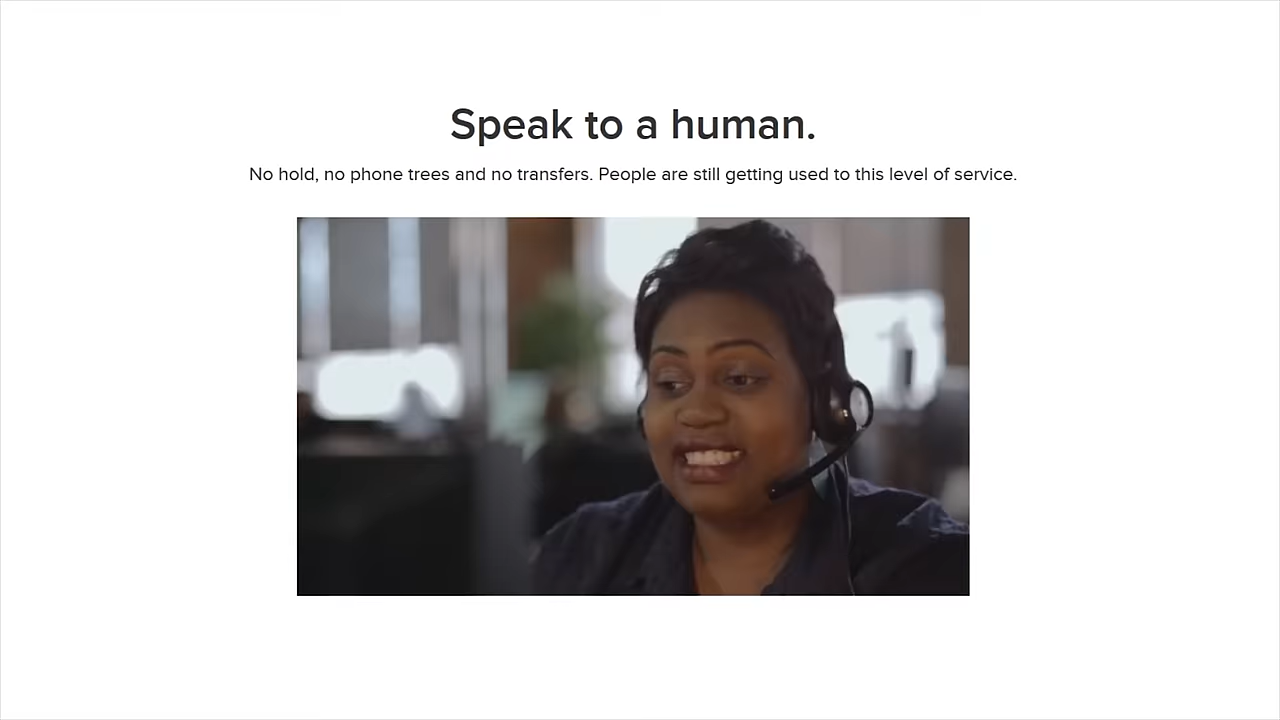 Speak to a human.
No hold, no phone trees and no transfers. People are still getting used to this level of service.